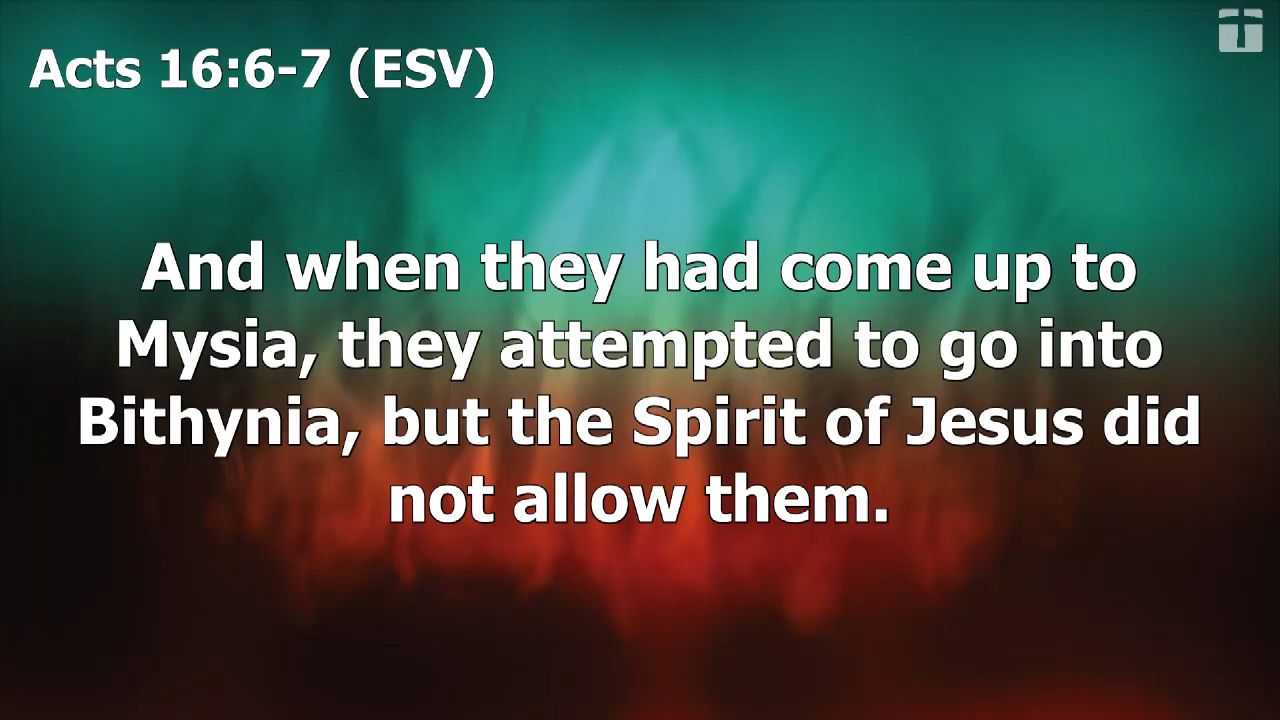 Acts 16:6-7 (ESV)
And when they had come up to
Mysia, they attempted to go into
Bithynia, but the Spirit of Jesus did
not allow them.